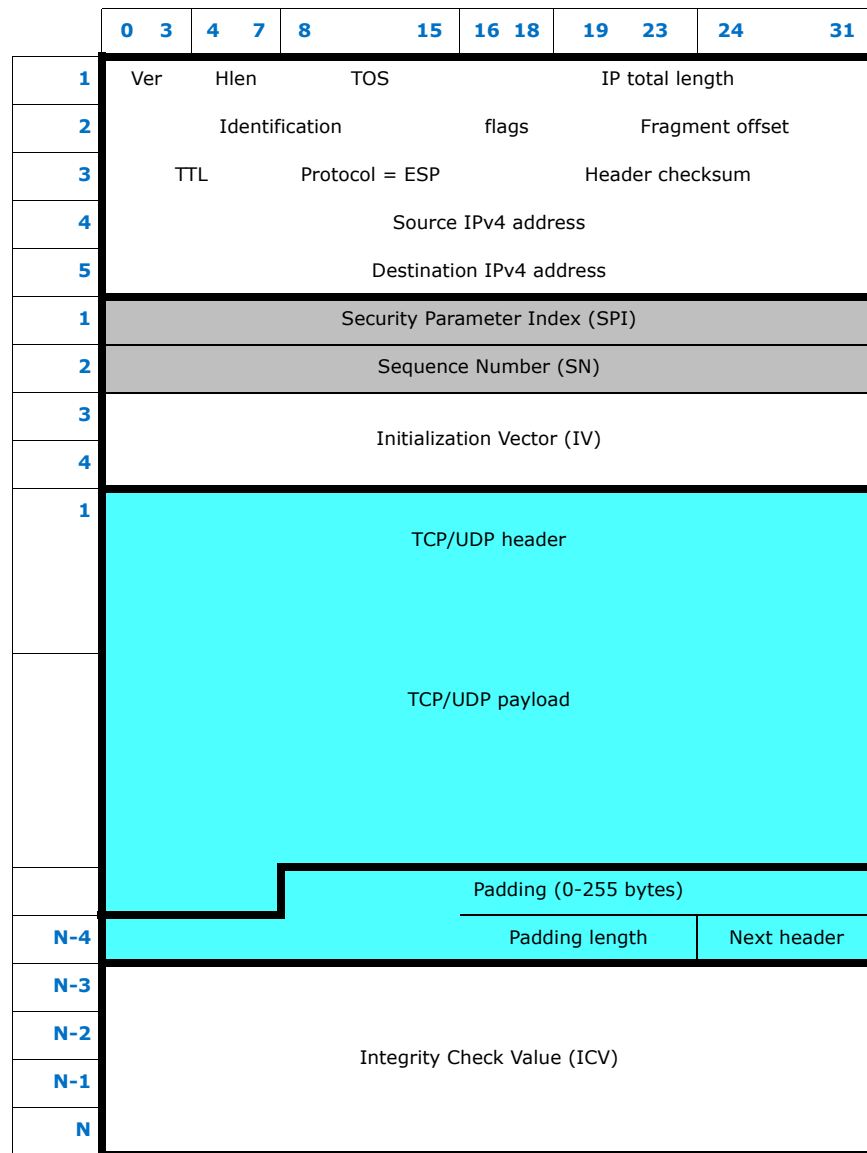 0 3 4 7 8 15 16 18 19 23 24 31
1 Ver Hlen TOS IP total length
2 Identification flags Fragment offset
3 TTL Protocol = ESP Header checksum
4 Source IPv4 address
5 Destination IPv4 address
1 Security Parameter Index (SPI)
2 Sequence Number (SN)
3
Initialization Vector (IV)
4
1
TCP/UDP header
TCP/UDP payload
Padding (0-255 bytes)
N-4 Padding length Next header
N-3
N-2
Integrity Check Value (ICV)
N-1
N